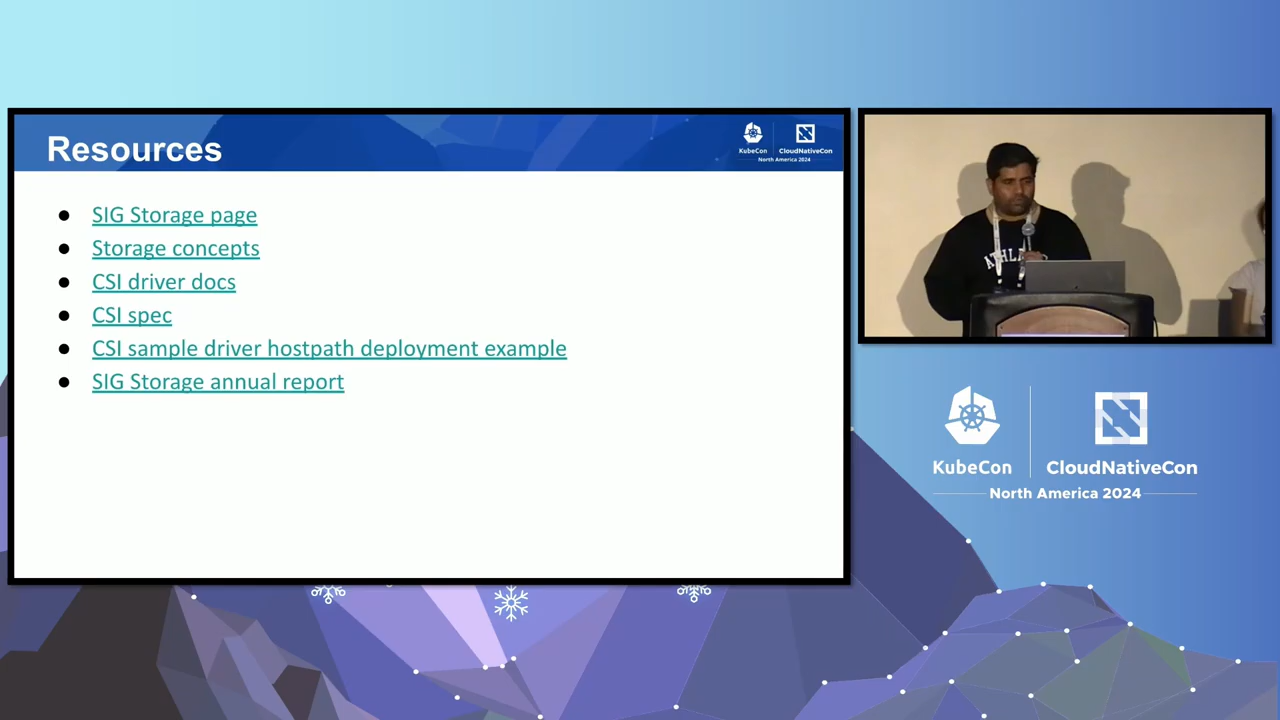 Resources
KubeCon
CloudNativeCon
North America 2024
SIG Storage page
Storage concepts
CSI driver docs
CSI spec
CSI sample driver hostpath deployment example
SIG Storage annual report
KubeCon
CloudNativeCon
North America 2024